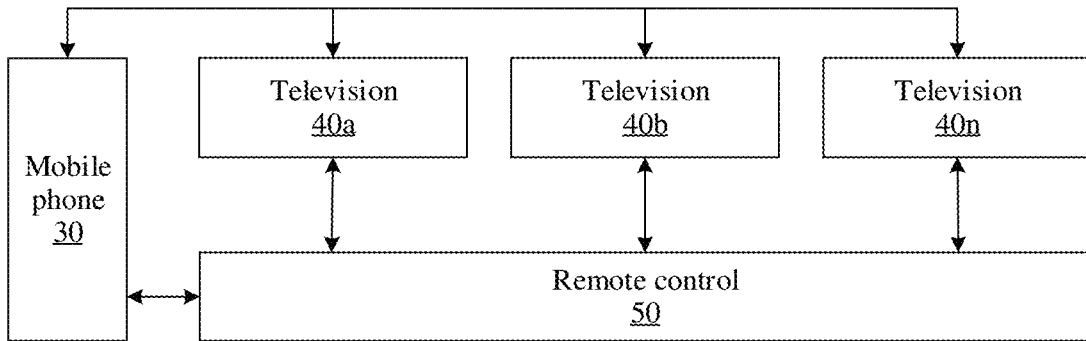 Mobile
phone
30
Television
40a
Television
40b
Television
40n
Remote control
50